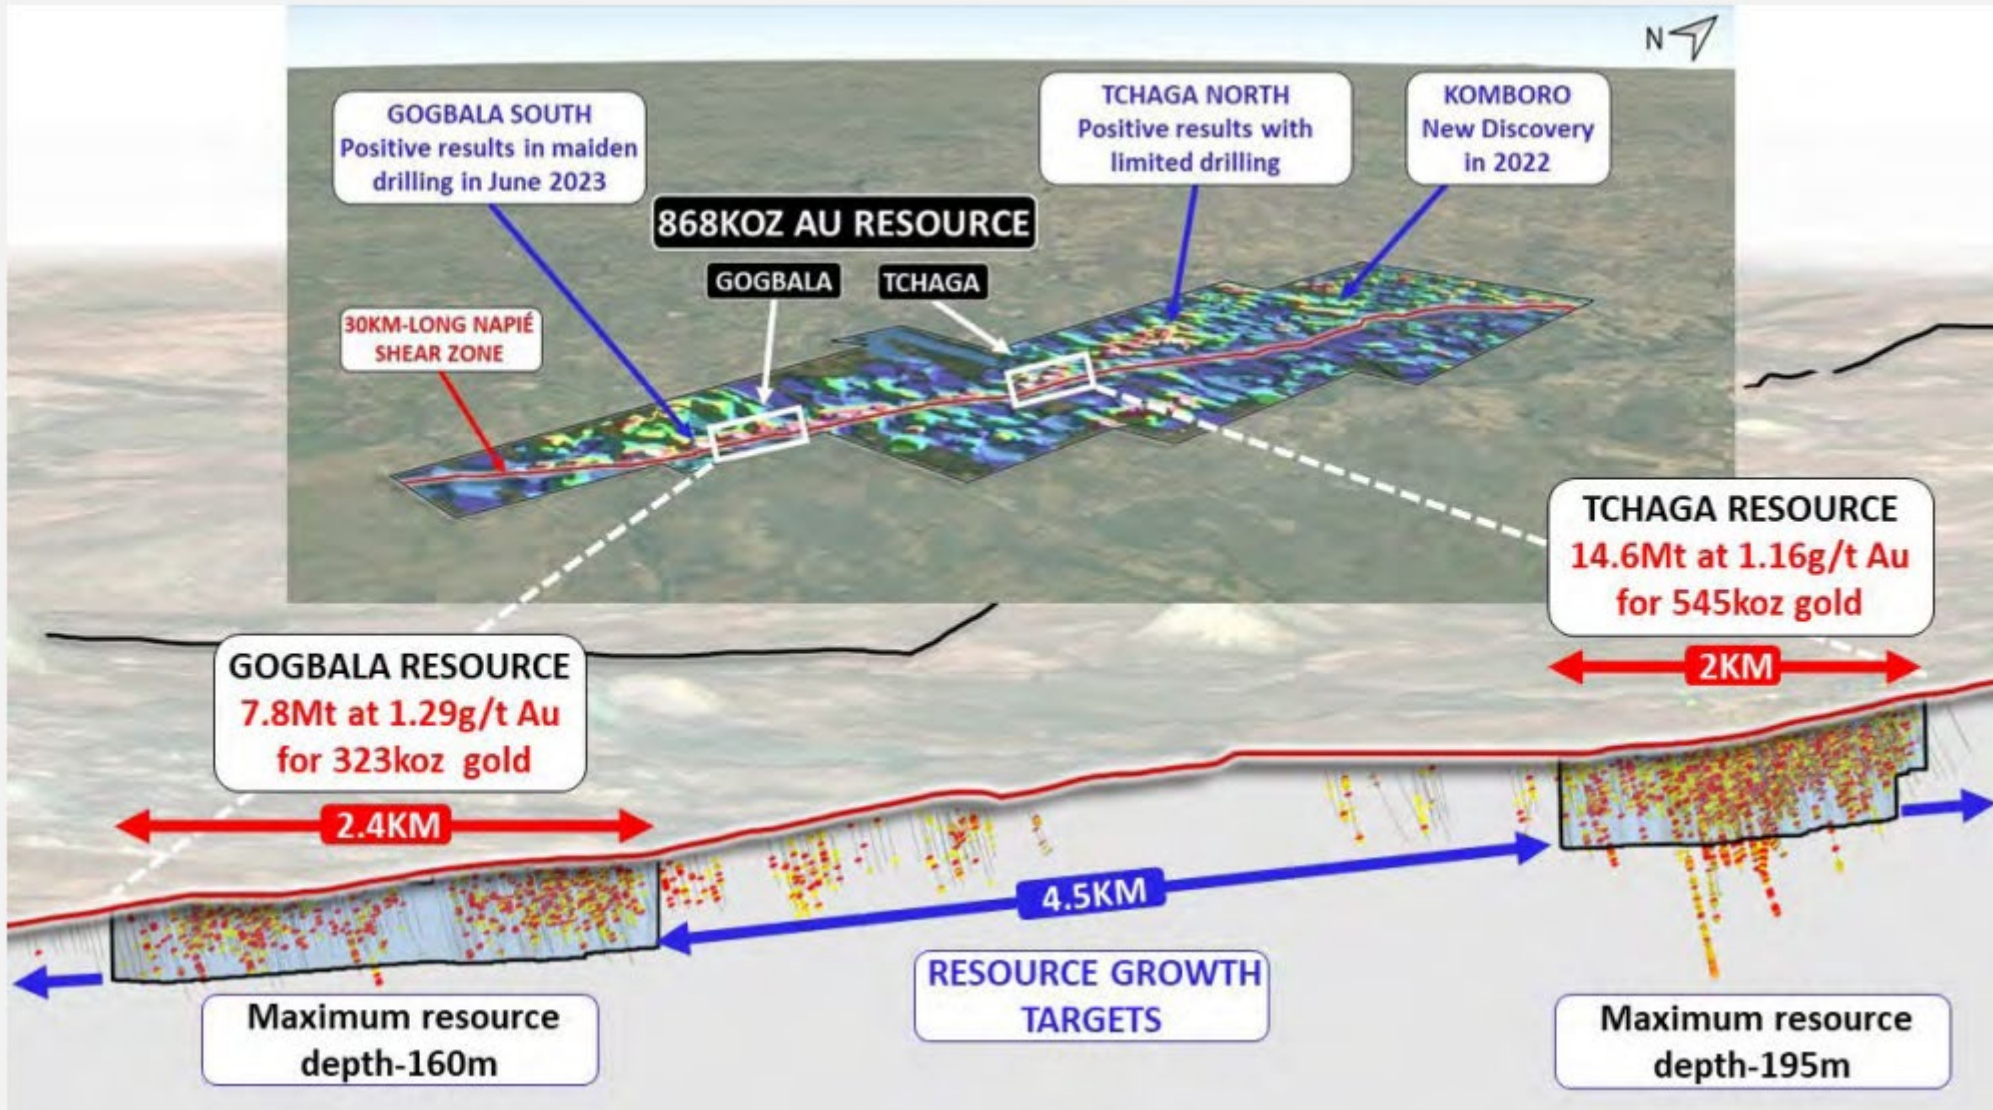 N
GOGBALA SOUTH
Positive results in maiden
drilling in June 2023
TCHAGA NORTH
Positive results with
limited drilling
KOMBORO
New Discovery
in 2022
868KOZ AU RESOURCE
GOGBALA
TCHAGA
30KM-LONG NAPIÉ
SHEAR ZONE
TCHAGA RESOURCE
14.6Mt at 1.16g/t Au
for 545koz gold
2KM
GOGBALA RESOURCE
7.8Mt at 1.29g/t Au
for 323koz gold
2.4KM
4.5KM
RESOURCE GROWTH
TARGETS
Maximum resource
depth-160m
Maximum resource
depth-195m